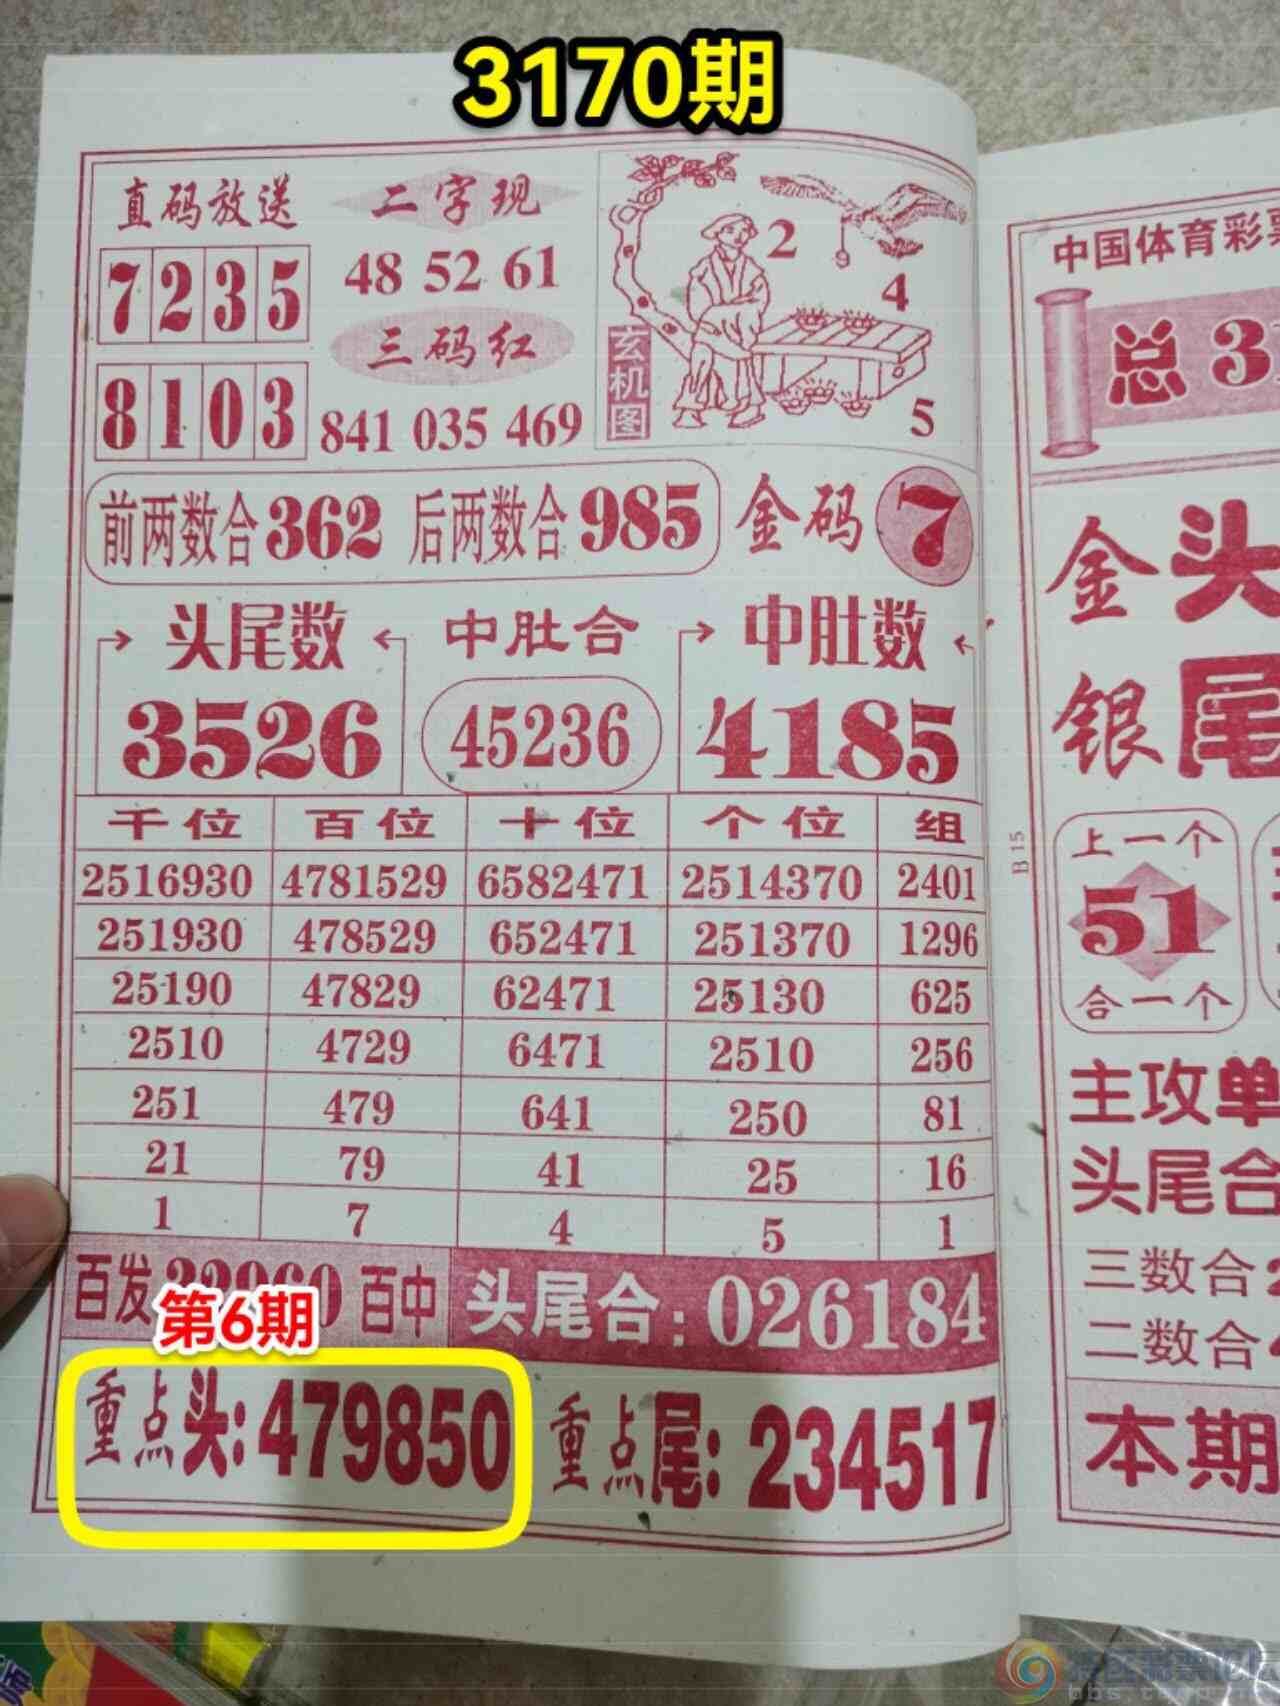 3170期
直码放送
二字现
7235
48 52 61
三码红
8103
841 035 469
2
9
4
5
玄机图
前两数合362 后两数合985
金码 7
头尾数
中肚合
中肚数
3526
45236
4185
千位 百位 十位 个位 组
2516930 4781529 6582471 2514370 2401
251930 478529 652471 251370 1296
25190 47829 62471 25130 625
2510 4729 6471 2510 256
251 479 641 250 81
21 79 41 25 16
1 7 4 5 1
百发 百中
头尾合:026184
第6期
重点头:479850
重点尾:234517
B 15
中国体育彩票
总
金头
银尾
上一个
51
合一个
主攻单
头尾合
三数合
二数合
本期